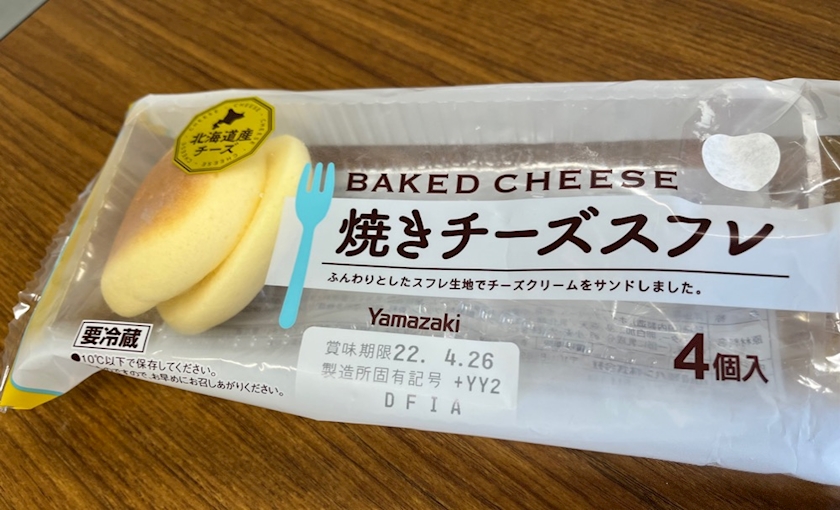 北海道産
チーズ
BAKED CHEESE
焼きチーズスフレ
ふんわりとしたスフレ生地でチーズクリームをサンドしました。
Yamazaki
要冷蔵
●10℃以下で保存してください。
ですので、お早めにお召しあがりください。
賞味期限22. 4.26
製造所固有記号 +YY2
DFIA
4個入